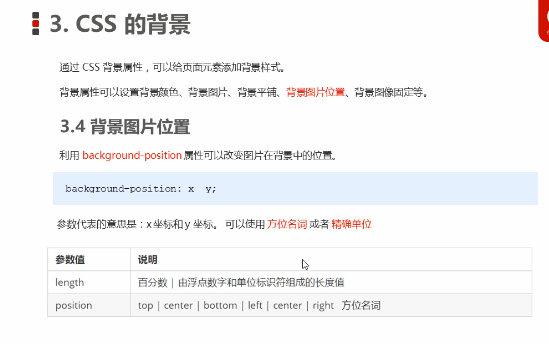 3. CSS 的背景
通过 CSS 背景属性，可以给页面元素添加背景样式。
背景属性可以设置背景颜色、背景图片、背景平铺、背景图片位置、背景图像固定等。
3.4 背景图片位置
利用 background-position 属性可以改变图片在背景中的位置。
background-position: x  y;
参数代表的意思是：x 坐标和 y 坐标。 可以使用 方位名词 或者 精确单位
参数值 说明
length 百分数 | 由浮点数字和单位标识符组成的长度值
position top | center | bottom | left | center | right 方位名词